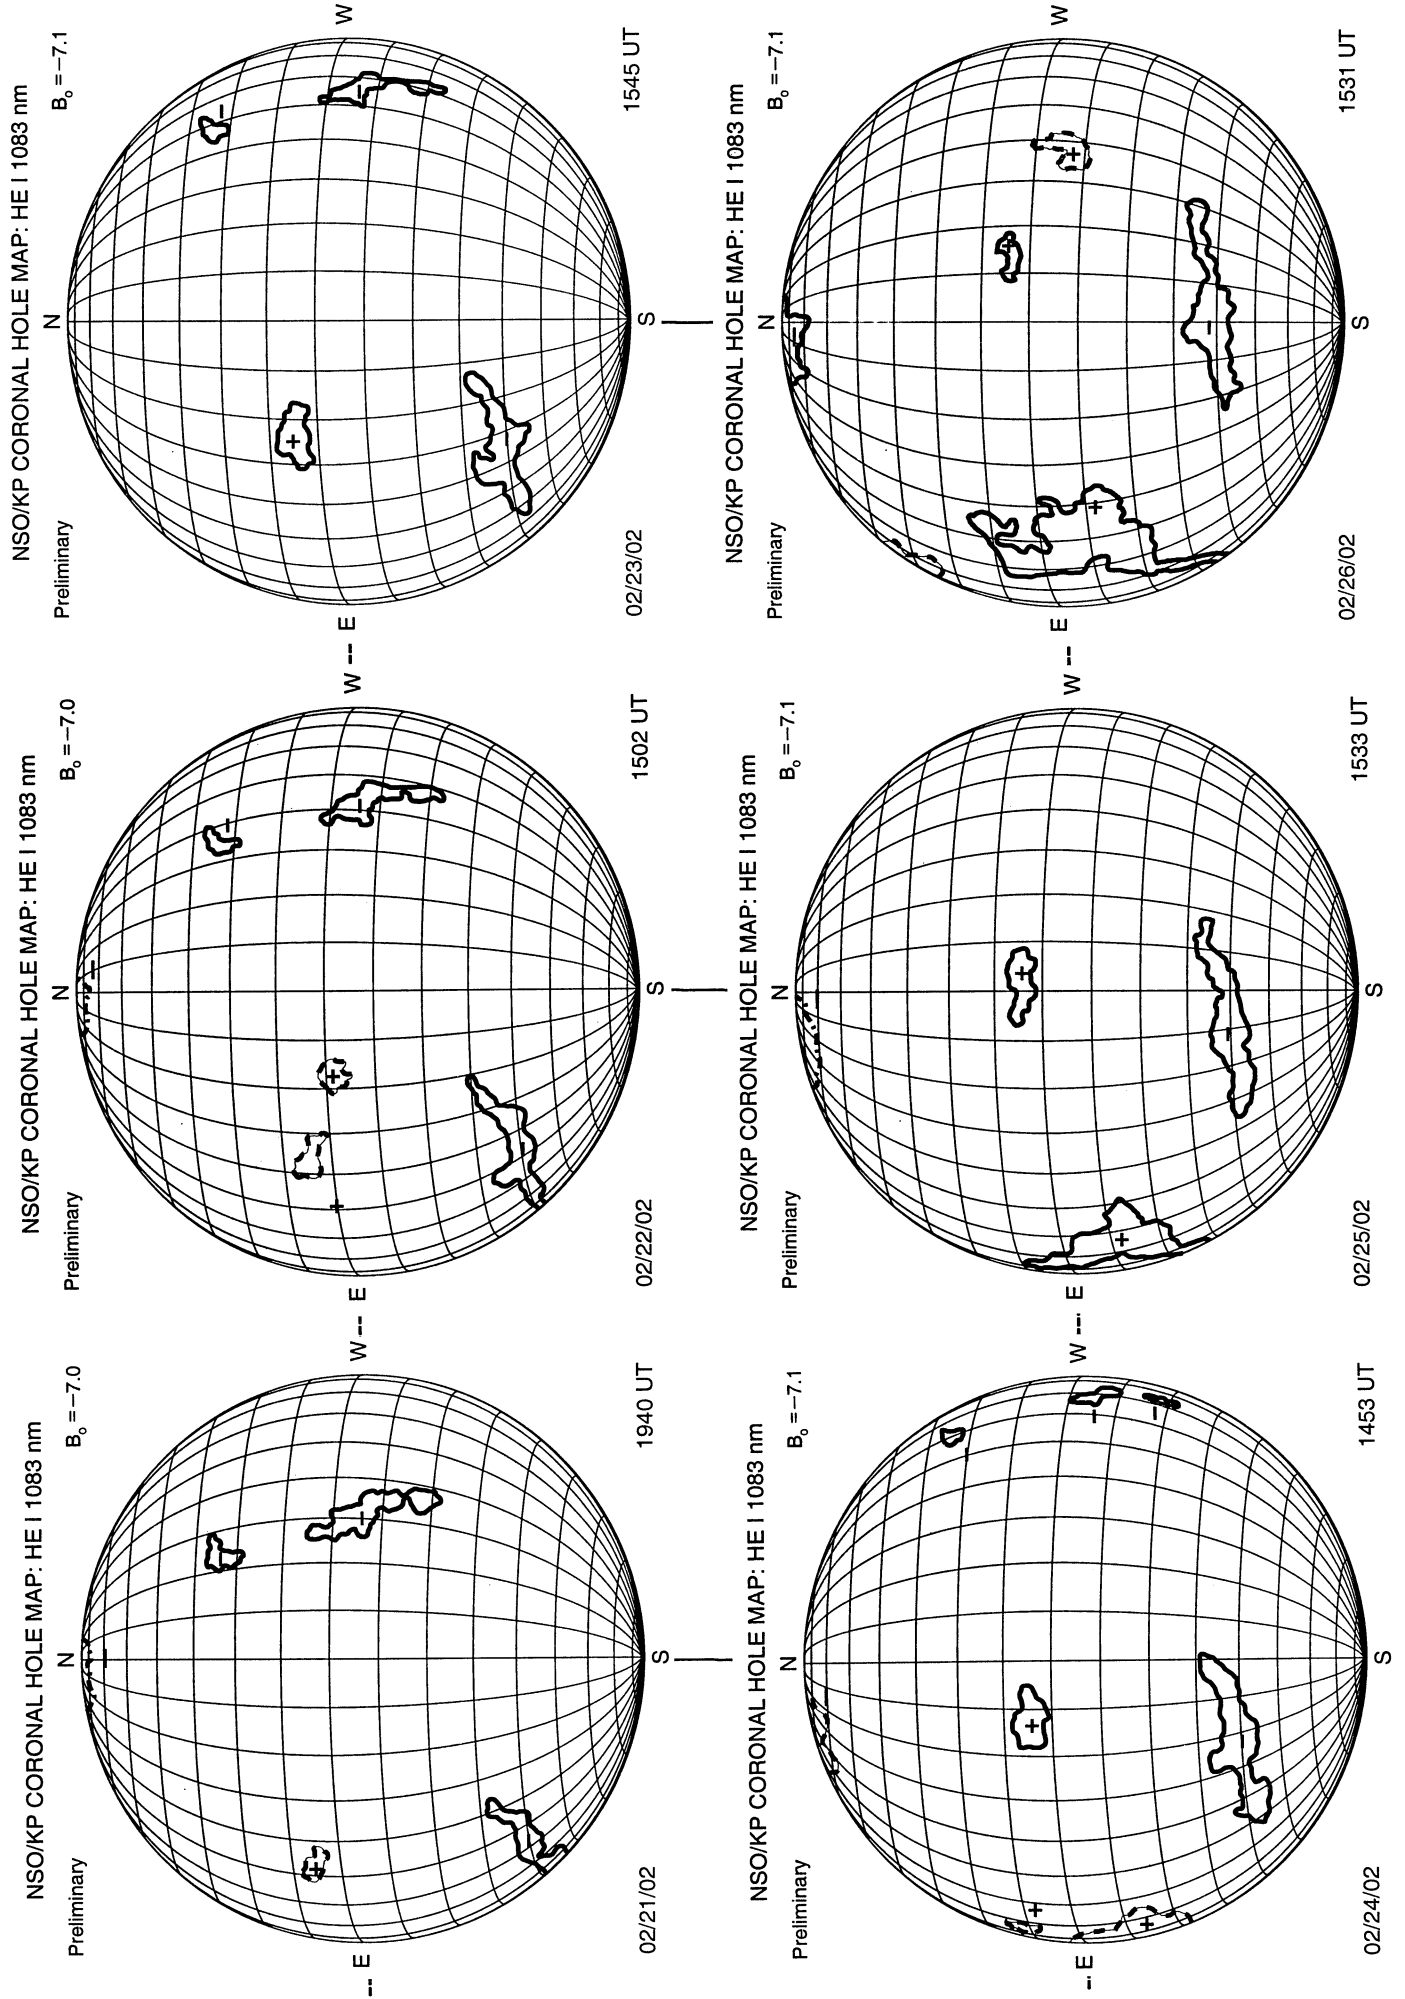 NSO/KP CORONAL HOLE MAP: HE I 1083 nm
Preliminary
B₀ = −7.0
N
E
W
S
02/21/02
1940 UT
NSO/KP CORONAL HOLE MAP: HE I 1083 nm
Preliminary
B₀ = −7.0
N
E
W
S
02/22/02
1502 UT
NSO/KP CORONAL HOLE MAP: HE I 1083 nm
Preliminary
B₀ = −7.1
N
E
W
S
02/23/02
1545 UT
NSO/KP CORONAL HOLE MAP: HE I 1083 nm
Preliminary
B₀ = −7.1
N
E
W
S
02/24/02
1453 UT
NSO/KP CORONAL HOLE MAP: HE I 1083 nm
Preliminary
B₀ = −7.1
N
E
W
S
02/25/02
1533 UT
NSO/KP CORONAL HOLE MAP: HE I 1083 nm
Preliminary
B₀ = −7.1
N
E
W
S
02/26/02
1531 UT